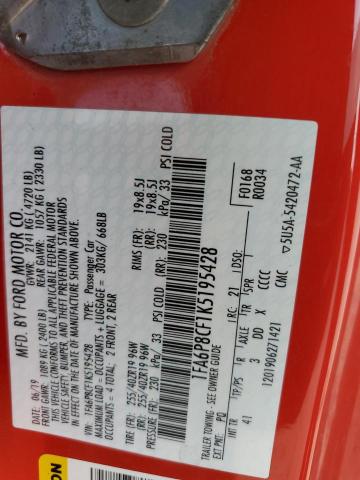 MFD. BY FORD MOTOR CO.
06/19 GVWR: 2141 KG ( 4720 LB)
FRONT GAWR: 1089 KG (2400 LB) REAR GAWR: 1057 KG ( 2330 LB)
THIS VEHICLE CONFORMS TO ALL APPLICABLE FEDERAL MOTOR
VEHICLE SAFETY, BUMPER, AND THEFT PREVENTION STANDARDS
IN EFFECT ON THE DATE OF MANUFACTURE SHOWN ABOVE.
VIN: 1FA6P8CF1K5195428 TYPE: Passenger Car
MAXIMUM LOAD= OCCUPANTS + LUGGAGE = 303KG/ 668LB
OCCUPANTS = 4 TOTAL: 2 FRONT, 2 REAR
TIRE (FR): 255/40ZR19 96W RIMS (FR): 19x8.5J
TIRE (RR): 255/40ZR19 96W (RR): 19x8.5J
PRESSURE (FR) 230 kPa/ 33 PSI COLD
(RR): 230 kPa/ 33 PSI COLD
1FA6P8CF1K5195428
TRAILER TOWING - SEE OWNER GUIDE
EXT PNT: PQ RC: 21 DSO: F0168
R0034
INT TR TP/PS R AXLE TR SPR
41 3 DD X CCCC
1201906271421 CMC ▽5U5A-5420472-AA
ON